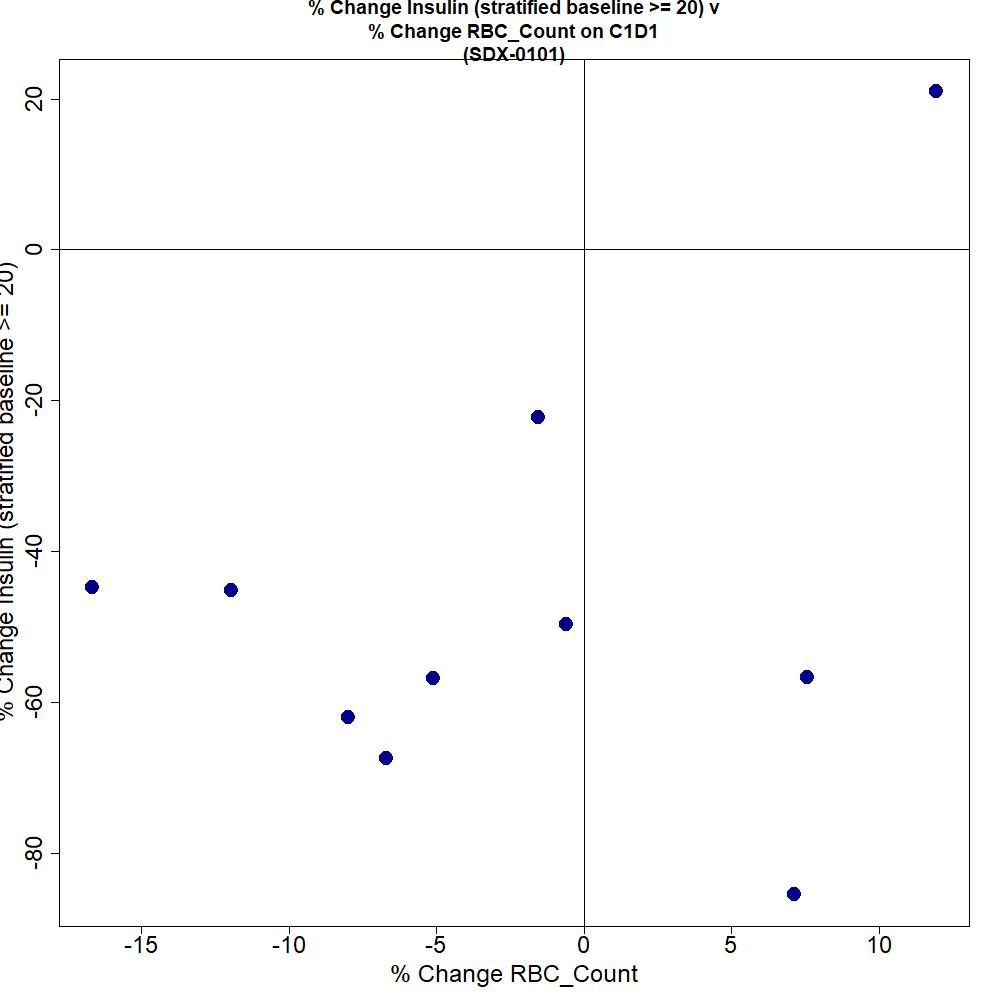 % Change Insulin (stratified baseline >= 20) v
% Change RBC_Count on C1D1
(SDX-0101)
% Change Insulin (stratified baseline >= 20)
20
0
-20
-40
-60
-80
-15
-10
-5
0
5
10
% Change RBC_Count